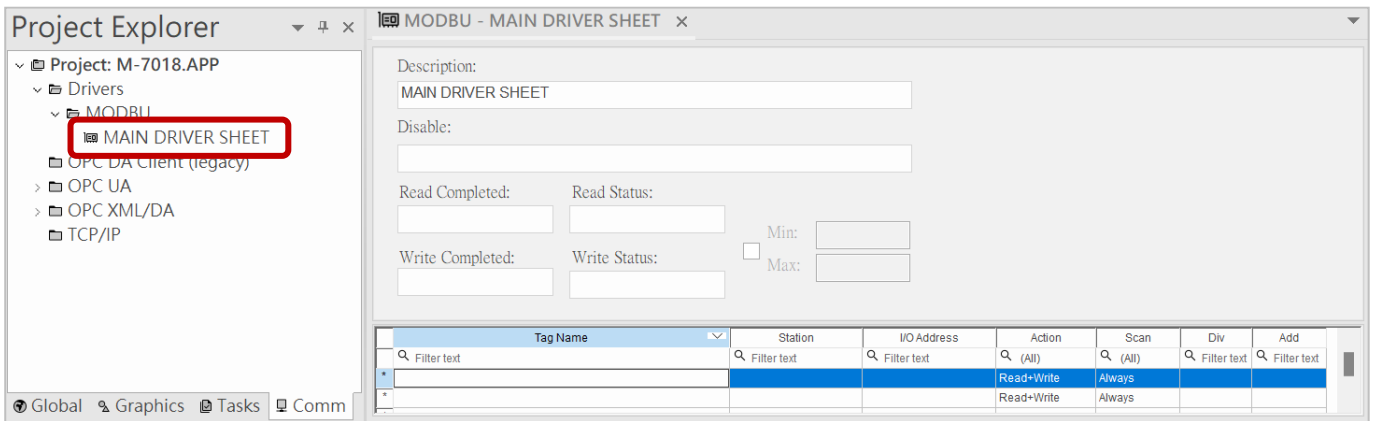 Project Explorer
Project: M-7018.APP
Drivers
MODBU
MAIN DRIVER SHEET
OPC DA Client (legacy)
OPC UA
OPC XML/DA
TCP/IP
Global Graphics Tasks Comm
MODBU - MAIN DRIVER SHEET
Description:
MAIN DRIVER SHEET
Disable:
Read Completed: Read Status:
Min:
Write Completed: Write Status:
Max:
Tag Name Station I/O Address Action Scan Div Add
Filter text Filter text Filter text (All) (All) Filter text Filter text
* Read+Write Always
* Read+Write Always